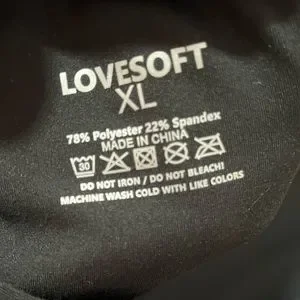 LOVESOFT
XL
78% Polyester 22% Spandex
MADE IN CHINA
30
DO NOT IRON / DO NOT BLEACH!
MACHINE WASH COLD WITH LIKE COLORS